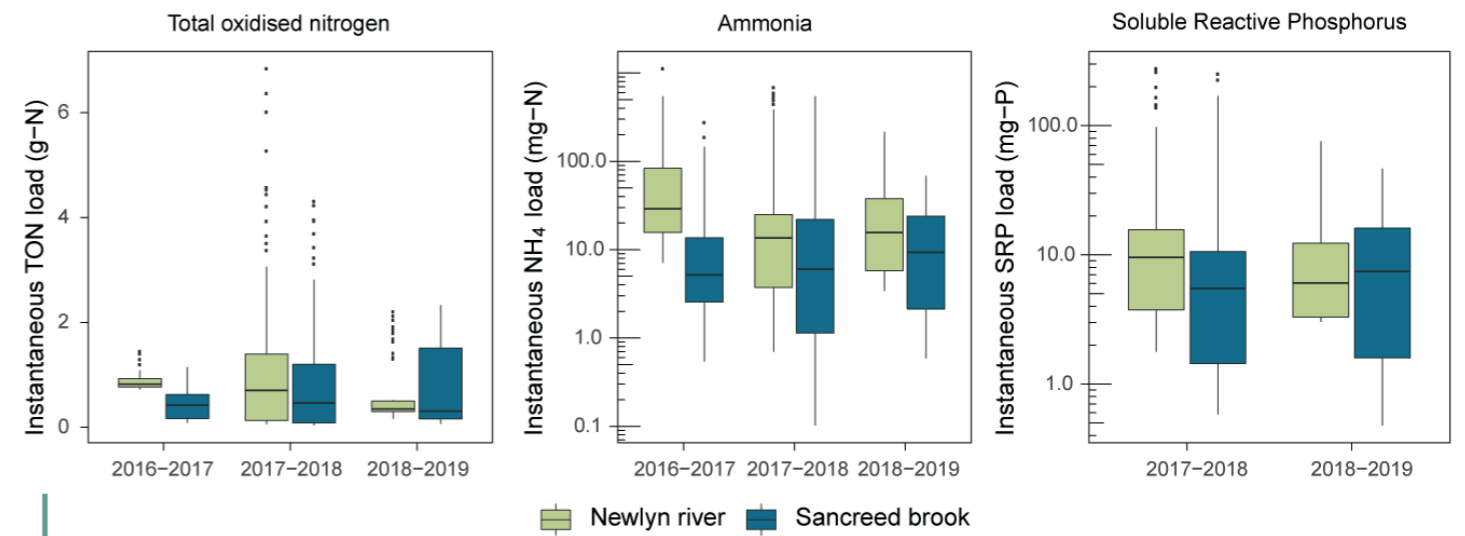 Total oxidised nitrogen
Instantaneous TON load (g−N)
6
4
2
0
2016−2017 2017−2018 2018−2019
Ammonia
Instantaneous NH₄ load (mg−N)
100.0
10.0
1.0
0.1
2016−2017 2017−2018 2018−2019
Soluble Reactive Phosphorus
Instantaneous SRP load (mg−P)
100.0
10.0
1.0
2017−2018 2018−2019
Newlyn river Sancreed brook